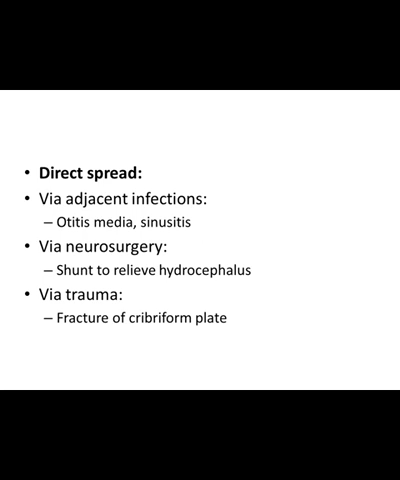 • Direct spread:
• Via adjacent infections:
– Otitis media, sinusitis
• Via neurosurgery:
– Shunt to relieve hydrocephalus
• Via trauma:
– Fracture of cribriform plate